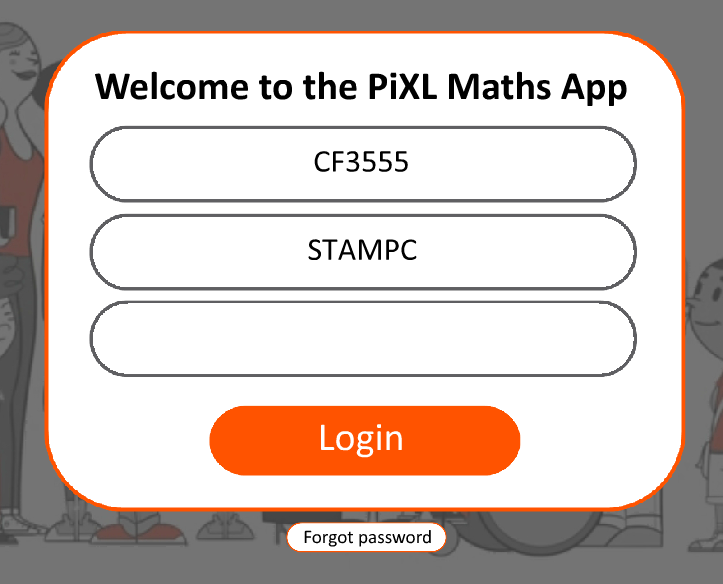 Welcome to the PiXL Maths App
CF3555
STAMPC
Login
Forgot password